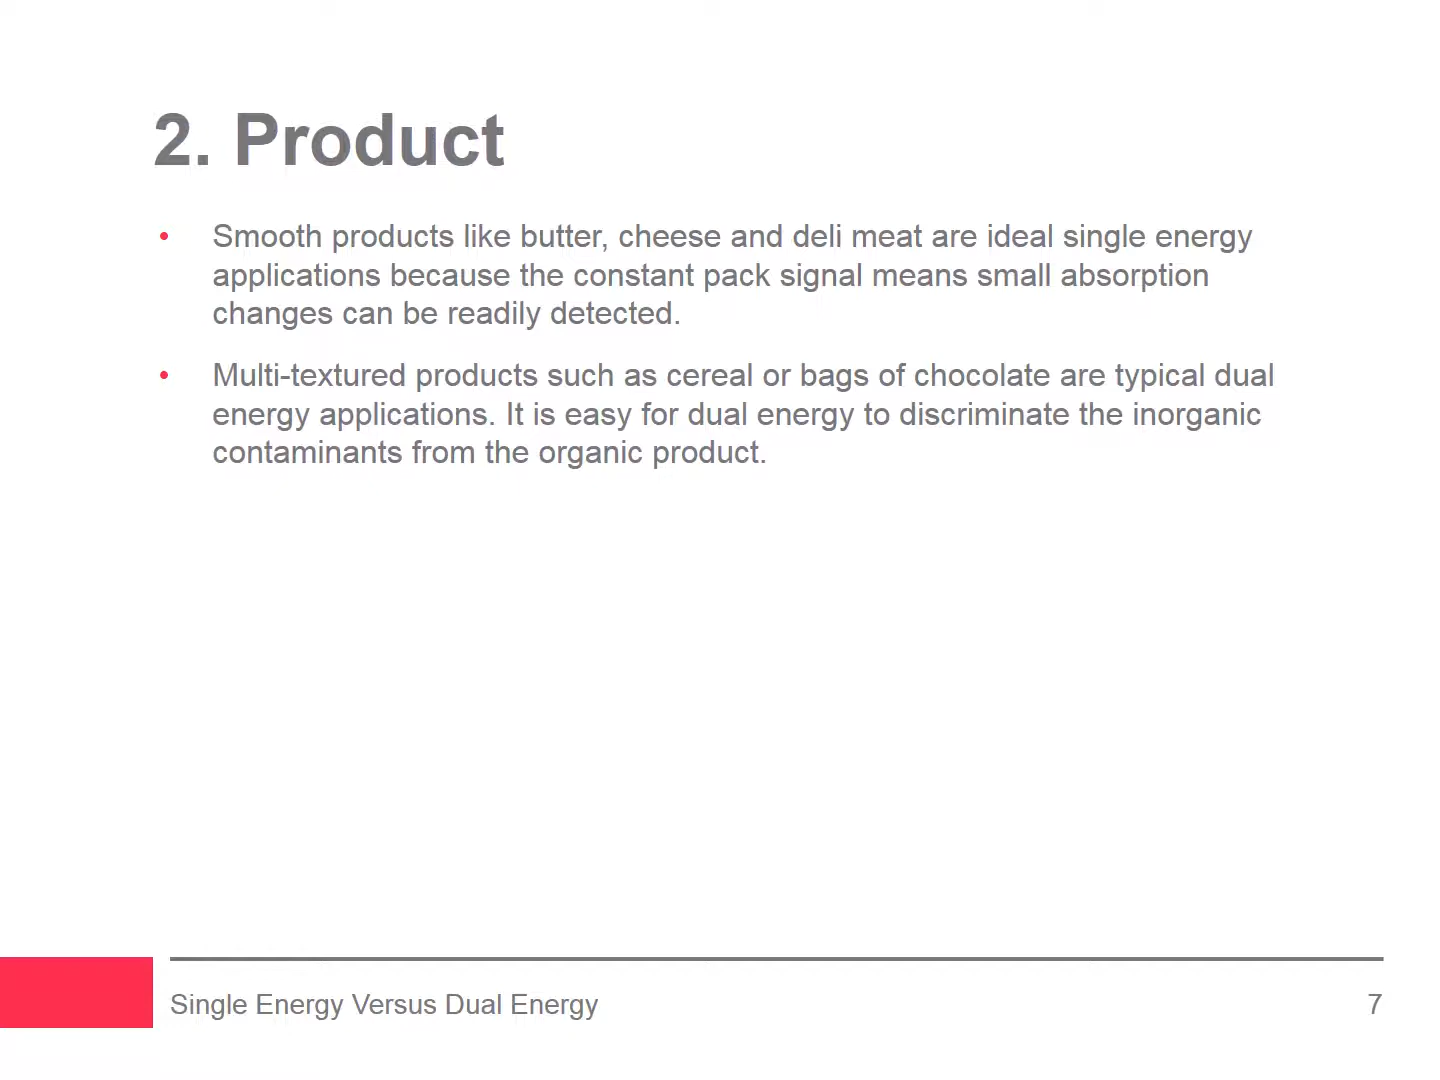 2. Product
• Smooth products like butter, cheese and deli meat are ideal single energy
applications because the constant pack signal means small absorption
changes can be readily detected.
• Multi-textured products such as cereal or bags of chocolate are typical dual
energy applications. It is easy for dual energy to discriminate the inorganic
contaminants from the organic product.
Single Energy Versus Dual Energy
7